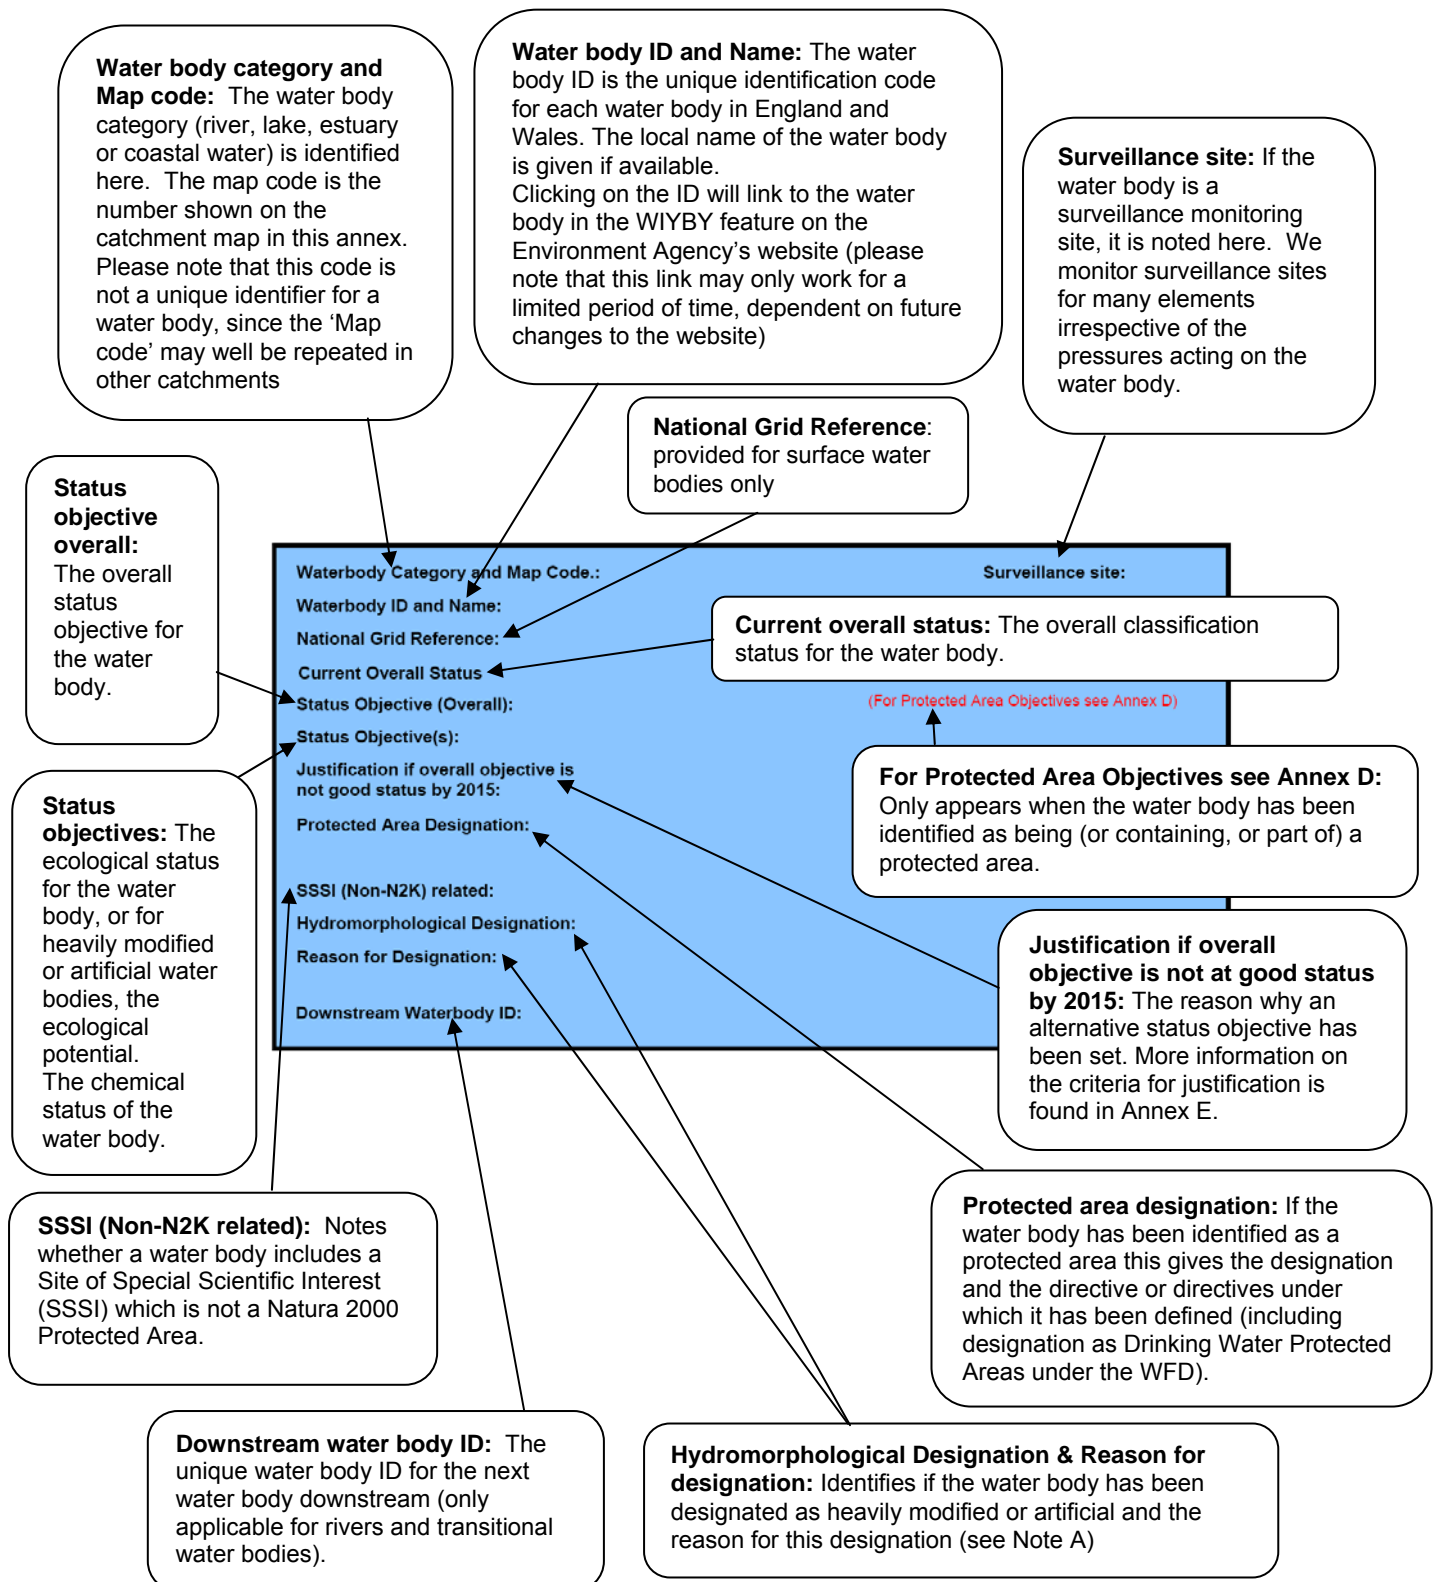 Water body category and
Map code: The water body
category (river, lake, estuary
or coastal water) is identified
here. The map code is the
number shown on the
catchment map in this annex.
Please note that this code is
not a unique identifier for a
water body, since the ‘Map
code’ may well be repeated in
other catchments
Water body ID and Name: The water
body ID is the unique identification code
for each water body in England and
Wales. The local name of the water body
is given if available.
Clicking on the ID will link to the water
body in the WIYBY feature on the
Environment Agency’s website (please
note that this link may only work for a
limited period of time, dependent on future
changes to the website)
Surveillance site: If the
water body is a
surveillance monitoring
site, it is noted here. We
monitor surveillance sites
for many elements
irrespective of the
pressures acting on the
water body.
National Grid Reference:
provided for surface water
bodies only
Status
objective
overall:
The overall
status
objective for
the water
body.
Waterbody Category and Map Code.:
Surveillance site:
Waterbody ID and Name:
National Grid Reference:
Current Overall Status
Current overall status: The overall classification
status for the water body.
Status Objective (Overall):
(For Protected Area Objectives see Annex D)
Status Objective(s):
Justification if overall objective is
not good status by 2015:
Protected Area Designation:
SSSI (Non-N2K) related:
Hydromorphological Designation:
Reason for Designation:
Downstream Waterbody ID:
For Protected Area Objectives see Annex D:
Only appears when the water body has been
identified as being (or containing, or part of) a
protected area.
Status
objectives: The
ecological status
for the water
body, or for
heavily modified
or artificial water
bodies, the
ecological
potential.
The chemical
status of the
water body.
Justification if overall
objective is not at good status
by 2015: The reason why an
alternative status objective has
been set. More information on
the criteria for justification is
found in Annex E.
SSSI (Non-N2K related): Notes
whether a water body includes a
Site of Special Scientific Interest
(SSSI) which is not a Natura 2000
Protected Area.
Protected area designation: If the
water body has been identified as a
protected area this gives the designation
and the directive or directives under
which it has been defined (including
designation as Drinking Water Protected
Areas under the WFD).
Downstream water body ID: The
unique water body ID for the next
water body downstream (only
applicable for rivers and transitional
water bodies).
Hydromorphological Designation & Reason for
designation: Identifies if the water body has been
designated as heavily modified or artificial and the
reason for this designation (see Note A)